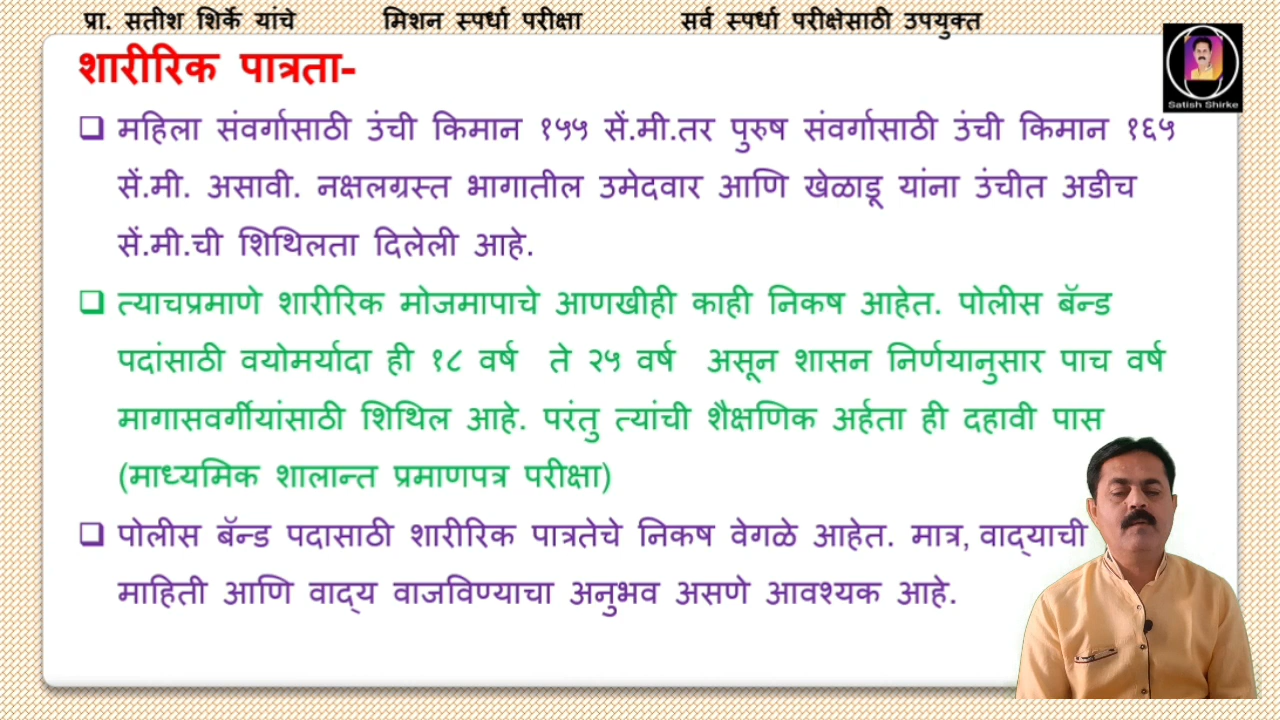 प्रा. सतीश शिर्के यांचे मिशन स्पर्धा परीक्षा सर्व स्पर्धा परीक्षेसाठी उपयुक्त
Satish Shirke
शारीरिक पात्रता-
महिला संवर्गासाठी उंची किमान १५५ सें.मी.तर पुरुष संवर्गासाठी उंची किमान १६५
सें.मी. असावी. नक्षलग्रस्त भागातील उमेदवार आणि खेळाडू यांना उंचीत अडीच
सें.मी.ची शिथिलता दिलेली आहे.
त्याचप्रमाणे शारीरिक मोजमापाचे आणखीही काही निकष आहेत. पोलीस बॅन्ड
पदांसाठी वयोमर्यादा ही १८ वर्ष ते २५ वर्ष असून शासन निर्णयानुसार पाच वर्ष
मागासवर्गीयांसाठी शिथिल आहे. परंतु त्यांची शैक्षणिक अर्हता ही दहावी पास
(माध्यमिक शालान्त प्रमाणपत्र परीक्षा)
पोलीस बॅन्ड पदासाठी शारीरिक पात्रतेचे निकष वेगळे आहेत. मात्र, वाद्याची
माहिती आणि वाद्य वाजविण्याचा अनुभव असणे आवश्यक आहे.